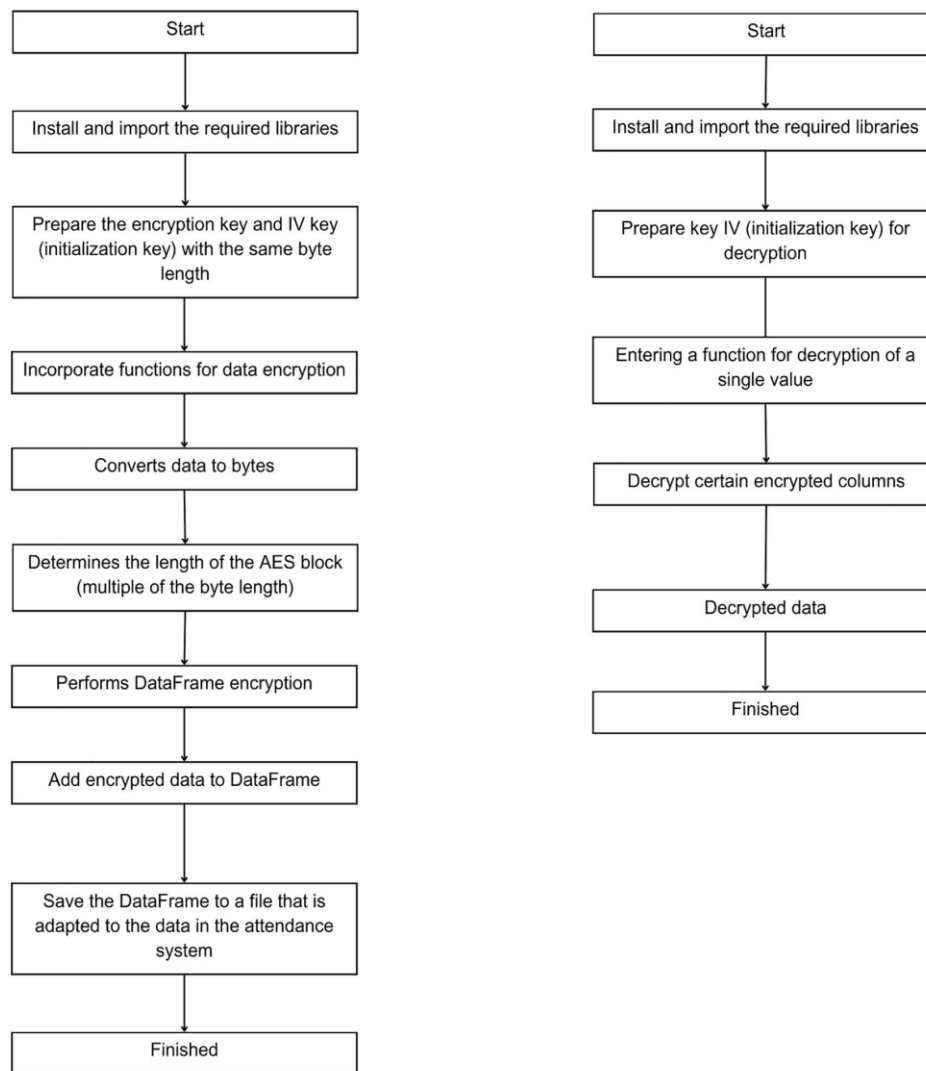 Start
Install and import the required libraries
Prepare the encryption key and IV key
(initialization key) with the same byte
length
Incorporate functions for data encryption
Converts data to bytes
Determines the length of the AES block
(multiple of the byte length)
Performs DataFrame encryption
Add encrypted data to DataFrame
Save the DataFrame to a file that is
adapted to the data in the attendance
system
Finished
Start
Install and import the required libraries
Prepare key IV (initialization key) for
decryption
Entering a function for decryption of a
single value
Decrypt certain encrypted columns
Decrypted data
Finished